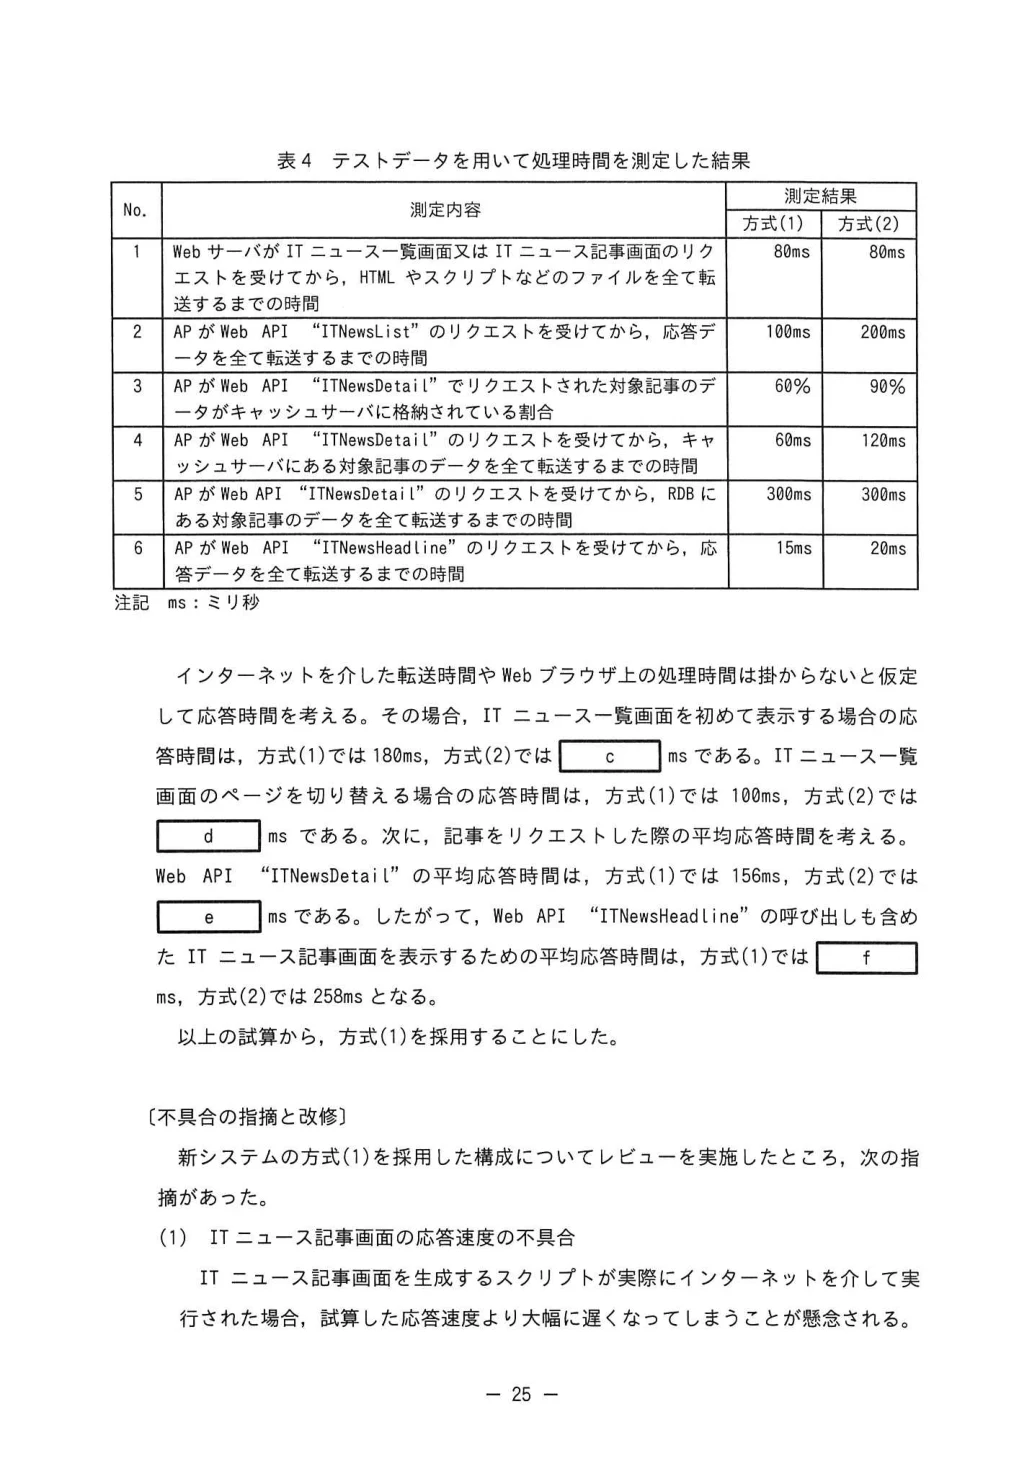 表4 テストデータを用いて処理時間を測定した結果
No.
測定内容
測定結果
方式(1)
方式(2)
1
Web サーバが IT ニュース一覧画面又は IT ニュース記事画面のリク
エストを受けてから，HTML やスクリプトなどのファイルを全て転
送するまでの時間
80ms
80ms
2
AP が Web API “ITNewsList” のリクエストを受けてから，応答デ
ータを全て転送するまでの時間
100ms
200ms
3
AP が Web API “ITNewsDetail” でリクエストされた対象記事のデ
ータがキャッシュサーバに格納されている割合
60%
90%
4
AP が Web API “ITNewsDetail” のリクエストを受けてから，キャ
ッシュサーバにある対象記事のデータを全て転送するまでの時間
60ms
120ms
5
AP が Web API “ITNewsDetail” のリクエストを受けてから，RDB に
ある対象記事のデータを全て転送するまでの時間
300ms
300ms
6
AP が Web API “ITNewsHeadline” のリクエストを受けてから，応
答データを全て転送するまでの時間
15ms
20ms
注記 ms：ミリ秒
インターネットを介した転送時間や Web ブラウザ上の処理時間は掛からないと仮定
して応答時間を考える。その場合，IT ニュース一覧画面を初めて表示する場合の応
答時間は，方式(1)では 180ms，方式(2)では c ms である。IT ニュース一覧
画面のページを切り替える場合の応答時間は，方式(1)では 100ms，方式(2)では
d ms である。次に，記事をリクエストした際の平均応答時間を考える。
Web API “ITNewsDetail” の平均応答時間は，方式(1)では 156ms，方式(2)では
e ms である。したがって，Web API “ITNewsHeadline” の呼び出しも含め
た IT ニュース記事画面を表示するための平均応答時間は，方式(1)では f
ms，方式(2)では 258ms となる。
以上の試算から，方式(1)を採用することにした。
〔不具合の指摘と改修〕
新システムの方式(1)を採用した構成についてレビューを実施したところ，次の指
摘があった。
(1) IT ニュース記事画面の応答速度の不具合
IT ニュース記事画面を生成するスクリプトが実際にインターネットを介して実
行された場合，試算した応答速度より大幅に遅くなってしまうことが懸念される。
－ 25 －